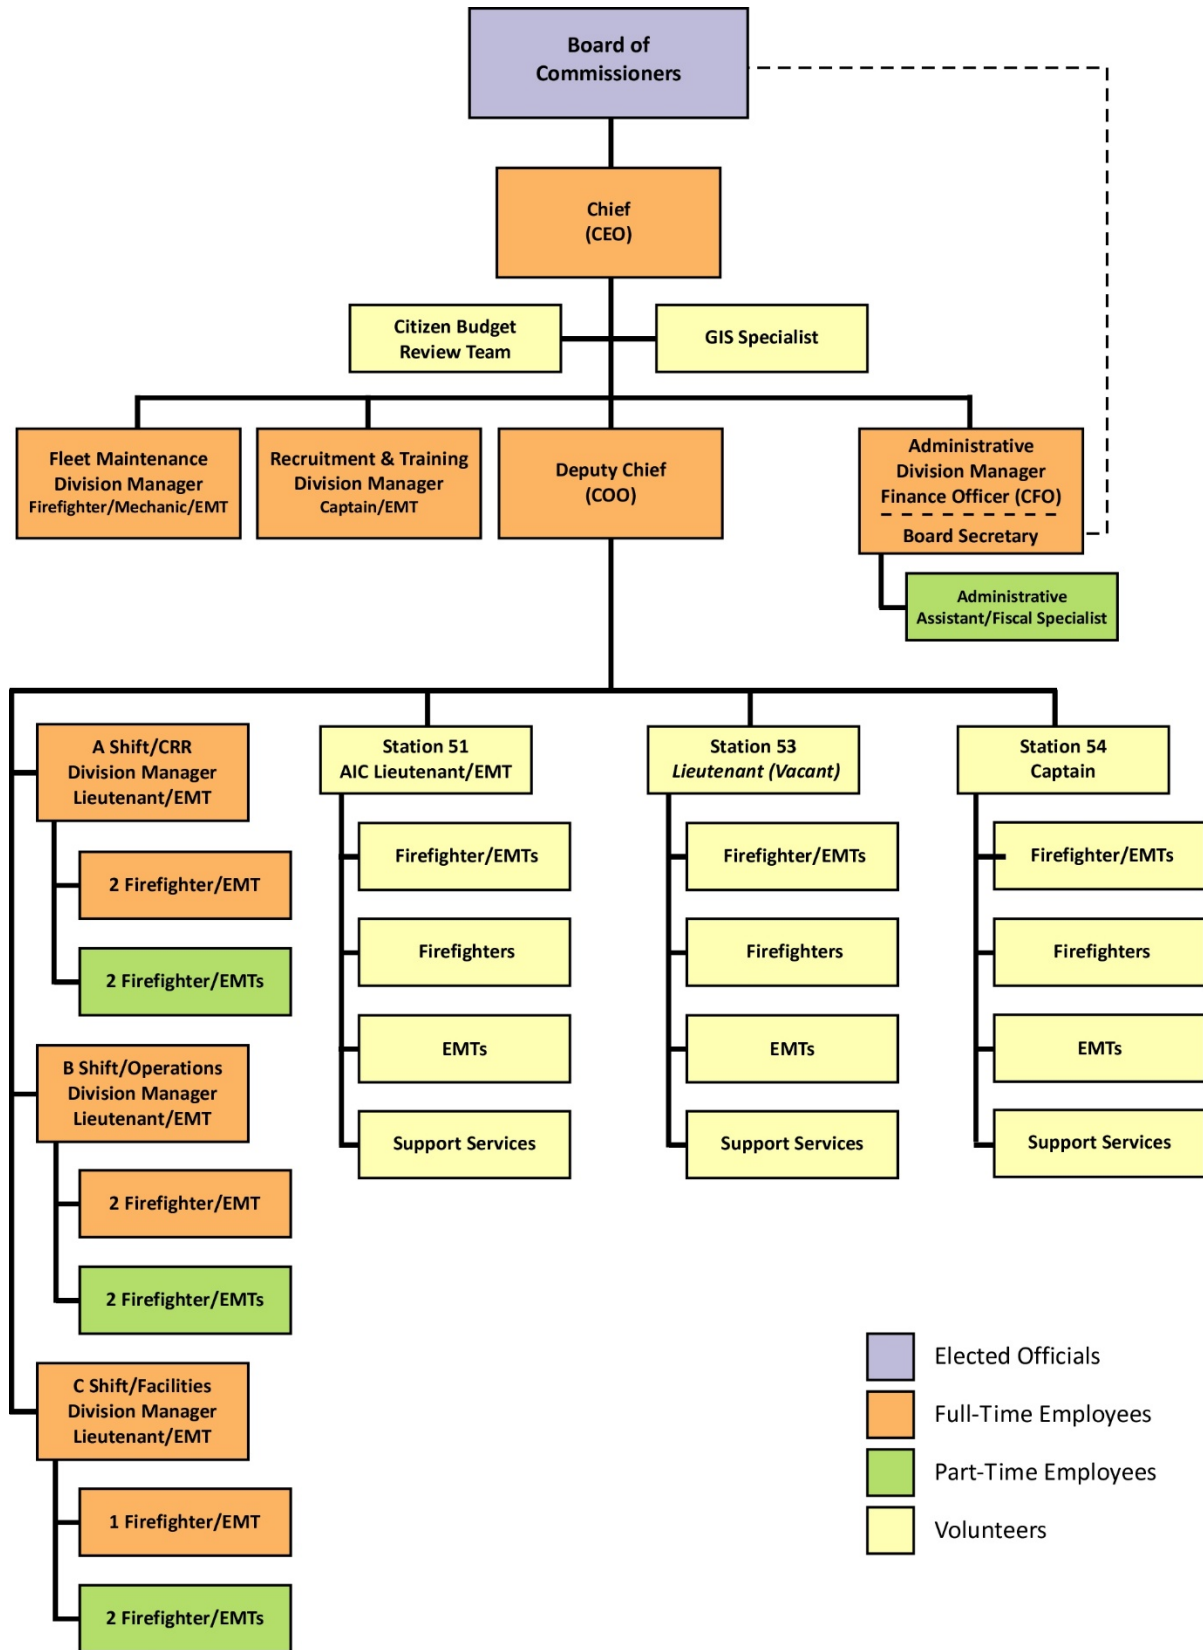 Board of
Commissioners
Chief
(CEO)
Citizen Budget
Review Team
GIS Specialist
Fleet Maintenance
Division Manager
Firefighter/Mechanic/EMT
Recruitment & Training
Division Manager
Captain/EMT
Deputy Chief
(COO)
Administrative
Division Manager
Finance Officer (CFO)
Board Secretary
Administrative
Assistant/Fiscal Specialist
A Shift/CRR
Division Manager
Lieutenant/EMT
2 Firefighter/EMT
2 Firefighter/EMTs
B Shift/Operations
Division Manager
Lieutenant/EMT
2 Firefighter/EMT
2 Firefighter/EMTs
C Shift/Facilities
Division Manager
Lieutenant/EMT
1 Firefighter/EMT
2 Firefighter/EMTs
Station 51
AIC Lieutenant/EMT
Firefighter/EMTs
Firefighters
EMTs
Support Services
Station 53
Lieutenant (Vacant)
Firefighter/EMTs
Firefighters
EMTs
Support Services
Station 54
Captain
Firefighter/EMTs
Firefighters
EMTs
Support Services
Elected Officials
Full-Time Employees
Part-Time Employees
Volunteers